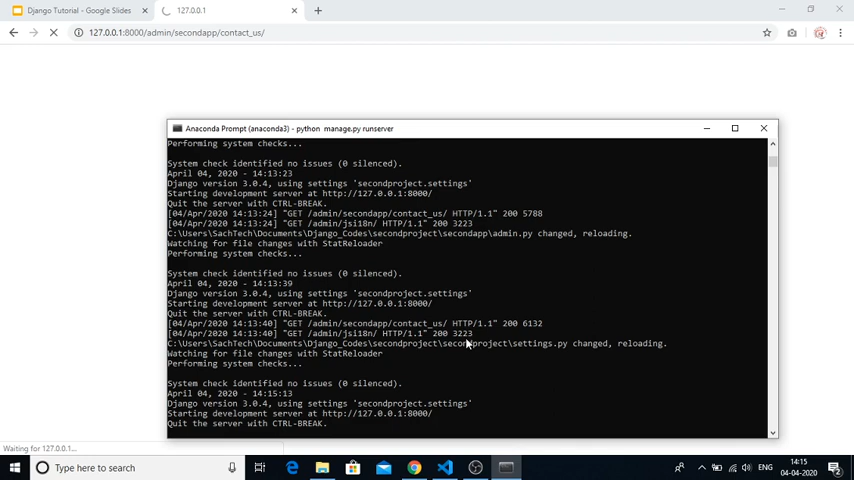 Django Tutorial - Google Slides
127.0.0.1
127.0.0.1:8000/admin/secondapp/contact_us/
Anaconda Prompt (anaconda3) - python  manage.py runserver
Performing system checks...
System check identified no issues (0 silenced).
April 04, 2020 - 14:13:23
Django version 3.0.4, using settings 'secondproject.settings'
Starting development server at http://127.0.0.1:8000/
Quit the server with CTRL-BREAK.
[04/Apr/2020 14:13:24] "GET /admin/secondapp/contact_us/ HTTP/1.1" 200 5788
[04/Apr/2020 14:13:24] "GET /admin/jsi18n/ HTTP/1.1" 200 3223
C:\Users\SachTech\Documents\Django_Codes\secondproject\secondapp\admin.py changed, reloading.
Watching for file changes with StatReloader
Performing system checks...
System check identified no issues (0 silenced).
April 04, 2020 - 14:13:39
Django version 3.0.4, using settings 'secondproject.settings'
Starting development server at http://127.0.0.1:8000/
Quit the server with CTRL-BREAK.
[04/Apr/2020 14:13:40] "GET /admin/secondapp/contact_us/ HTTP/1.1" 200 6132
[04/Apr/2020 14:13:40] "GET /admin/jsi18n/ HTTP/1.1" 200 3223
C:\Users\SachTech\Documents\Django_Codes\secondproject\secondproject\settings.py changed, reloading.
Watching for file changes with StatReloader
Performing system checks...
System check identified no issues (0 silenced).
April 04, 2020 - 14:15:13
Django version 3.0.4, using settings 'secondproject.settings'
Starting development server at http://127.0.0.1:8000/
Quit the server with CTRL-BREAK.
Waiting for 127.0.0.1...
Type here to search
ENG
14:15
04-04-2020
2